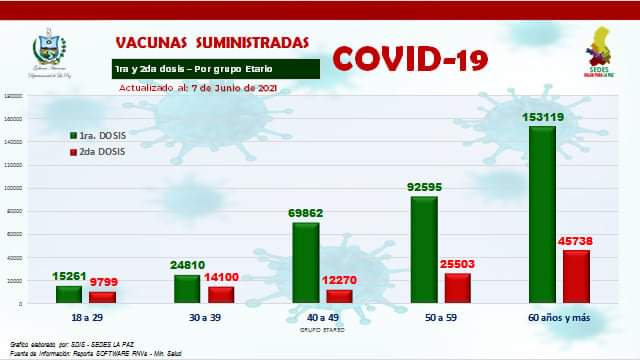 VACUNAS SUMINISTRADAS
COVID-19
1ra y 2da dosis – Por grupo Etario
Actualizado al: 7 de Junio de 2021
Gobierno Autónomo
Departamental de La Paz
SEDES
SALUD PARA LA PAZ
180000
160000
140000
120000
100000
80000
60000
40000
20000
0
1ra. DOSIS
2da DOSIS
15261
9799
24810
14100
69862
12270
92595
25503
153119
45738
18 a 29
30 a 39
40 a 49
50 a 59
60 años y más
GRUPO ETAREO
Grafico elaborado por: SDIS - SEDES LA PAZ
Fuente de Información: Reporte SOFTWARE RNVe - Min. Salud